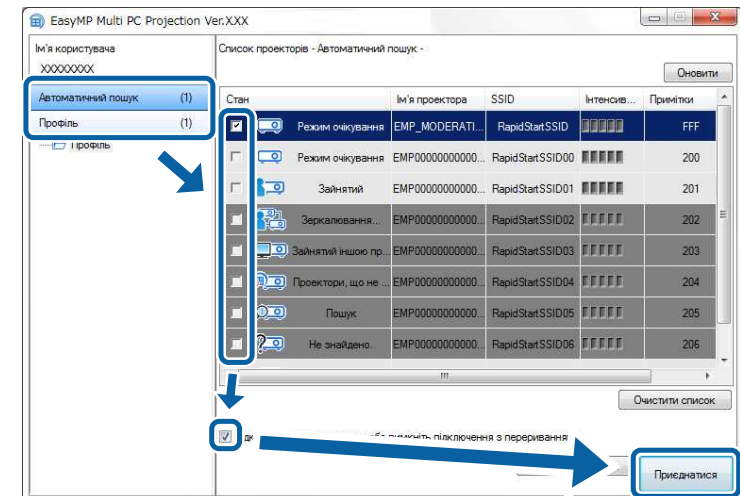 EasyMP Multi PC Projection Ver.XXX
Ім'я користувача
XXXXXXXX
Автоматичний пошук (1)
Профіль (1)
Профіль
Список проекторів - Автоматичний пошук -
Оновити
Стан Ім'я проектора SSID Інтенсив... Примітки
Режим очікування EMP_MODERATI... RapidStartSSID FFF
Режим очікування EMP00000000000... RapidStartSSID00 200
Зайнятий EMP00000000000... RapidStartSSID01 201
Зеркалювання... EMP00000000000... RapidStartSSID02 202
Зайнятий іншою пр... EMP00000000000... RapidStartSSID03 203
Проектори, що не ... EMP00000000000... RapidStartSSID04 204
Пошук EMP00000000000... RapidStartSSID05 205
Не знайдено. EMP00000000000... RapidStartSSID06 206
Очистити список
підключення з переривання
Приєднатися